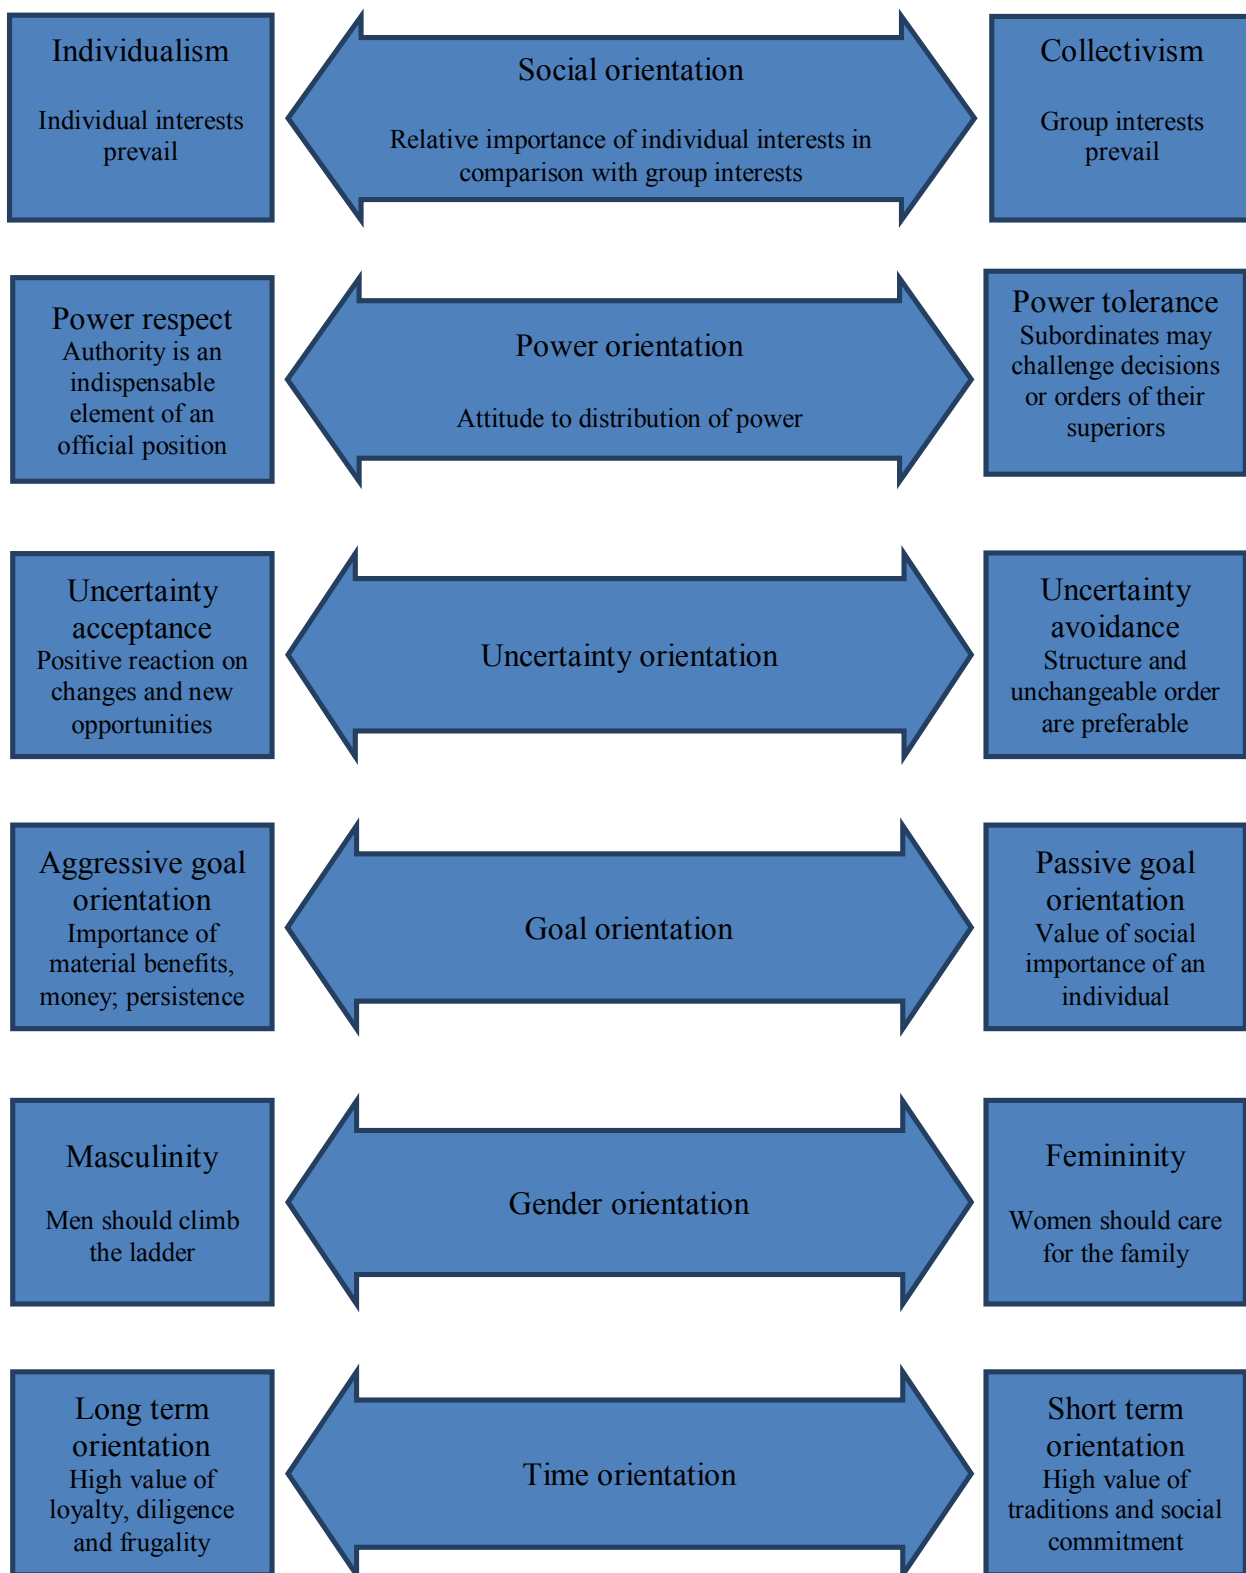 Individualism
Individual interests
prevail
Social orientation
Relative importance of individual interests in
comparison with group interests
Collectivism
Group interests
prevail
Power respect
Authority is an
indispensable
element of an
official position
Power orientation
Attitude to distribution of power
Power tolerance
Subordinates may
challenge decisions
or orders of their
superiors
Uncertainty
acceptance
Positive reaction on
changes and new
opportunities
Uncertainty orientation
Uncertainty
avoidance
Structure and
unchangeable order
are preferable
Aggressive goal
orientation
Importance of
material benefits,
money; persistence
Goal orientation
Passive goal
orientation
Value of social
importance of an
individual
Masculinity
Men should climb
the ladder
Gender orientation
Femininity
Women should care
for the family
Long term
orientation
High value of
loyalty, diligence
and frugality
Time orientation
Short term
orientation
High value of
traditions and social
commitment